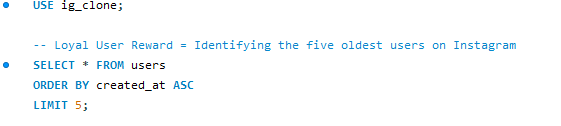 USE ig_clone;
-- Loyal User Reward = Identifying the five oldest users on Instagram
SELECT * FROM users
ORDER BY created_at ASC
LIMIT 5;